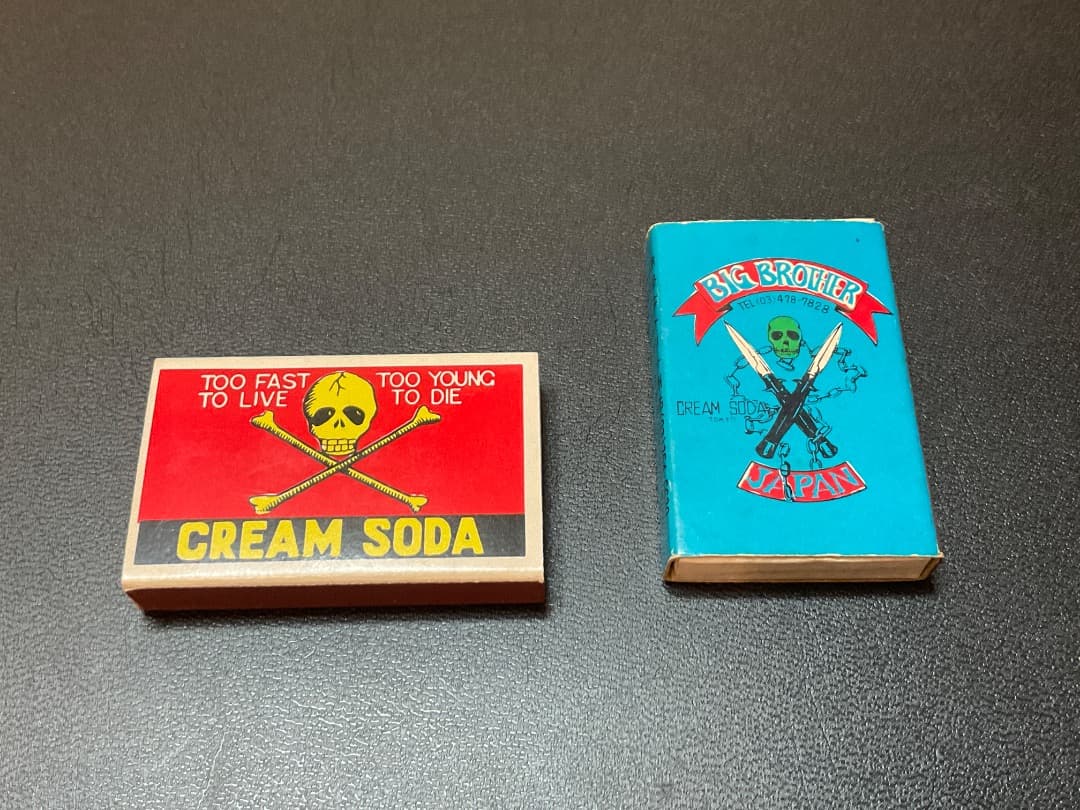 TOO FAST
TO LIVE
TOO YOUNG
TO DIE
CREAM SODA
BIG BROTHER
TEL (03) 478-7828
CREAM SODA
TOKYO
JAPAN